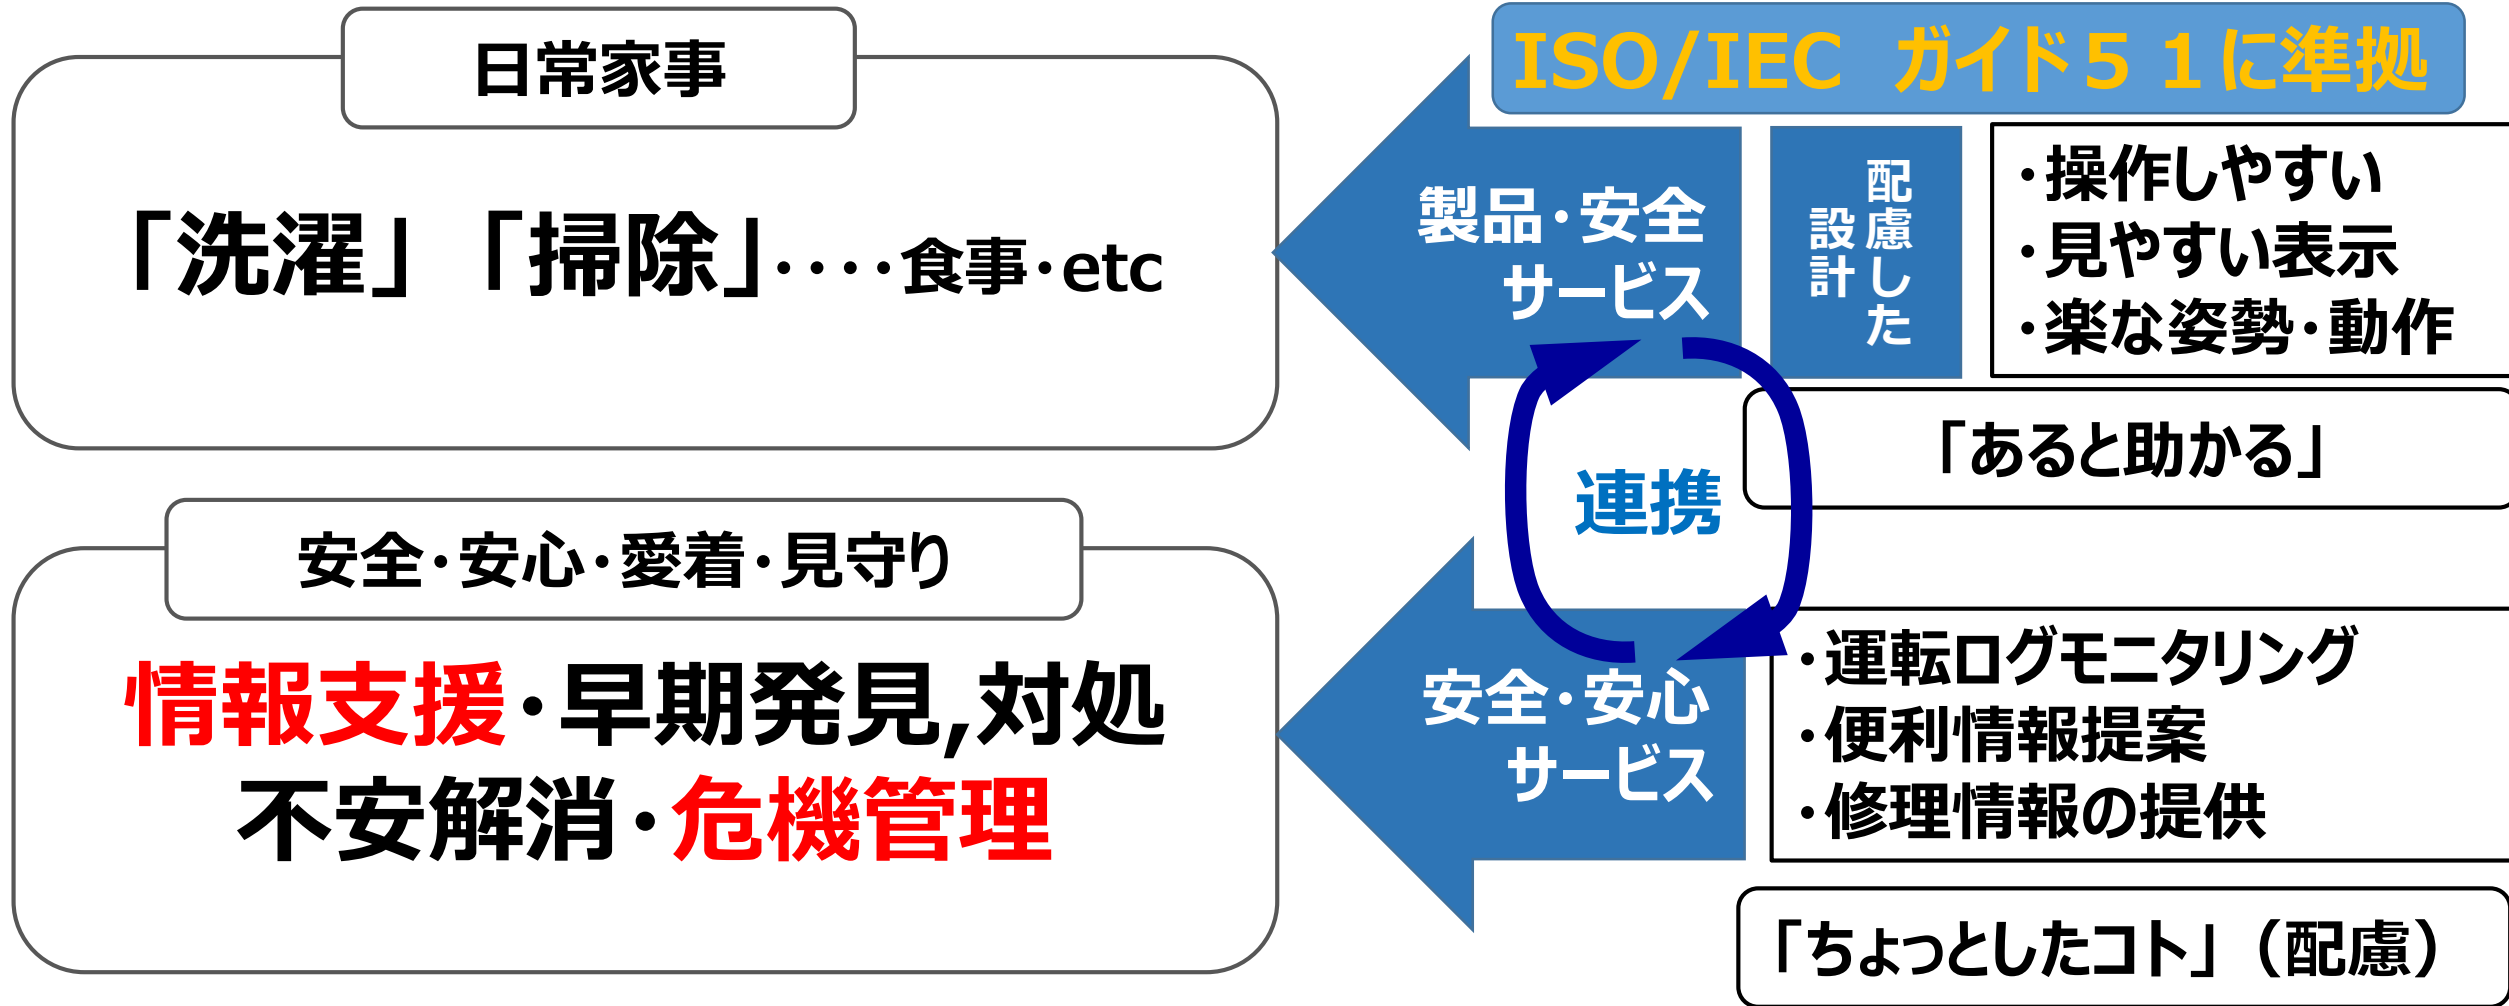 日常家事
「洗濯」「掃除」・・・・食事・etc
ISO/IEC ガイド５１に準拠
製品・安全
サービス
配慮した
設計
・操作しやすい
・見やすい表示
・楽な姿勢・動作
「あると助かる」
連携
安全・安心・愛着・見守り
情報支援・早期発見/対処
不安解消・危機管理
安全・安心
サービス
・運転ログモニタリング
・便利情報提案
・修理情報の提供
「ちょっとしたコト」（配慮）